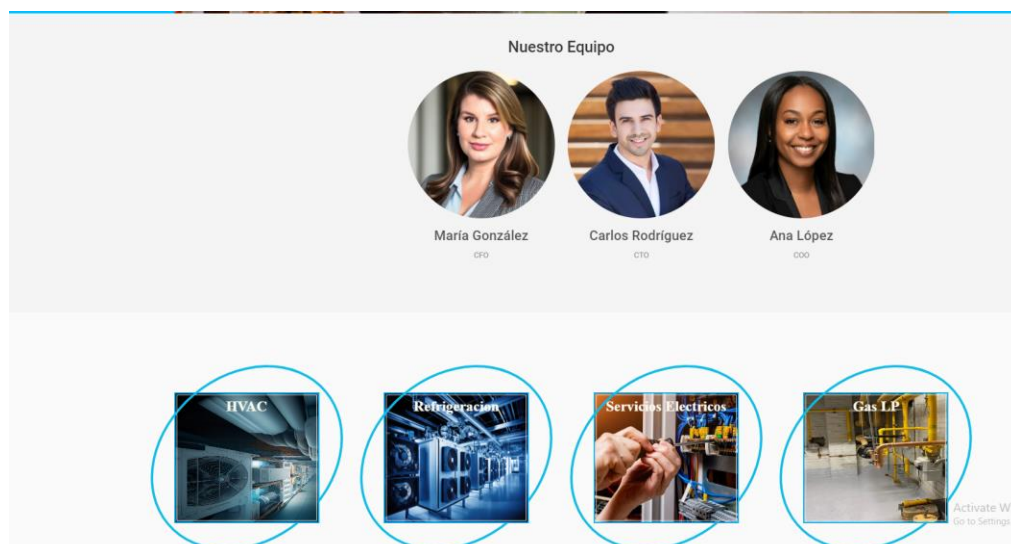 Nuestro Equipo
María González
Carlos Rodríguez
Ana López
CFO
CTO
COO
HVAC
Refrigeracion
Servicios Electricos
Gas LP
Activate W
Go to Settings